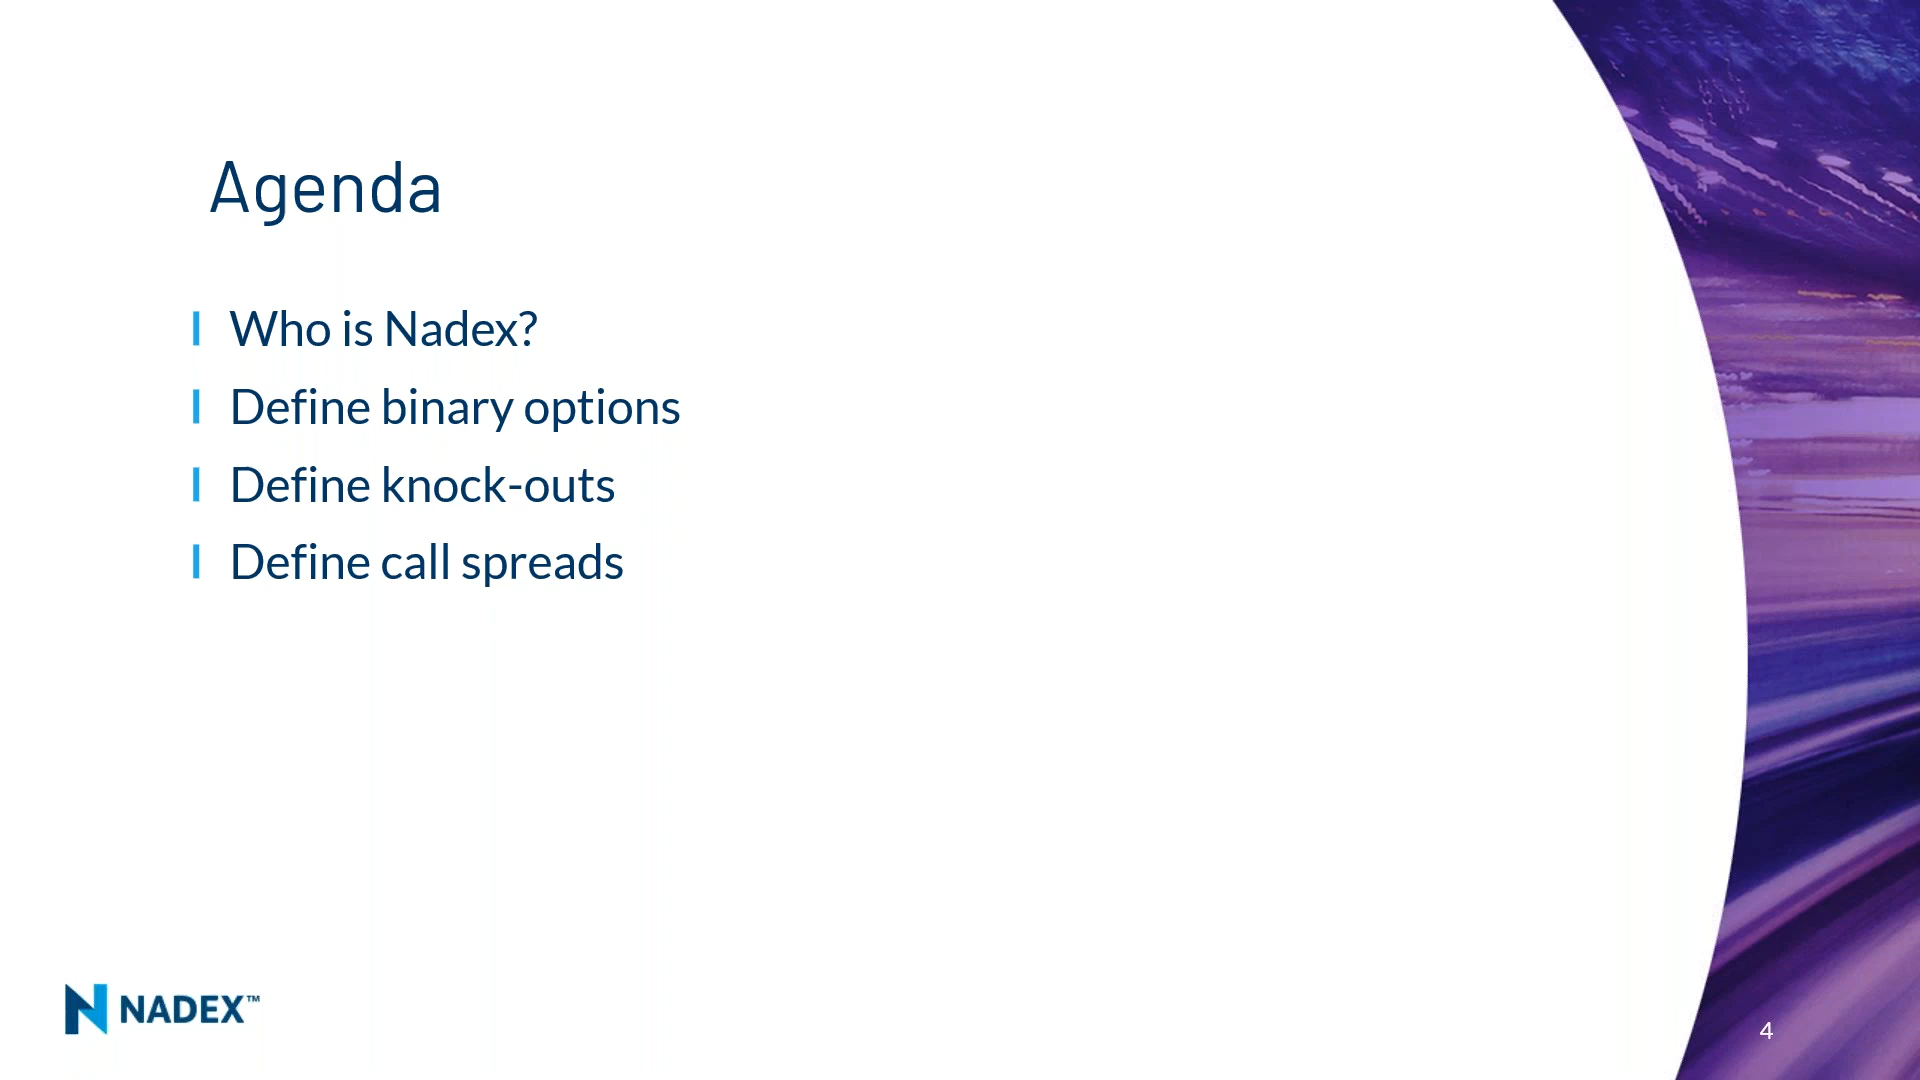 Agenda
Who is Nadex?
Define binary options
Define knock-outs
Define call spreads
NADEX™
4